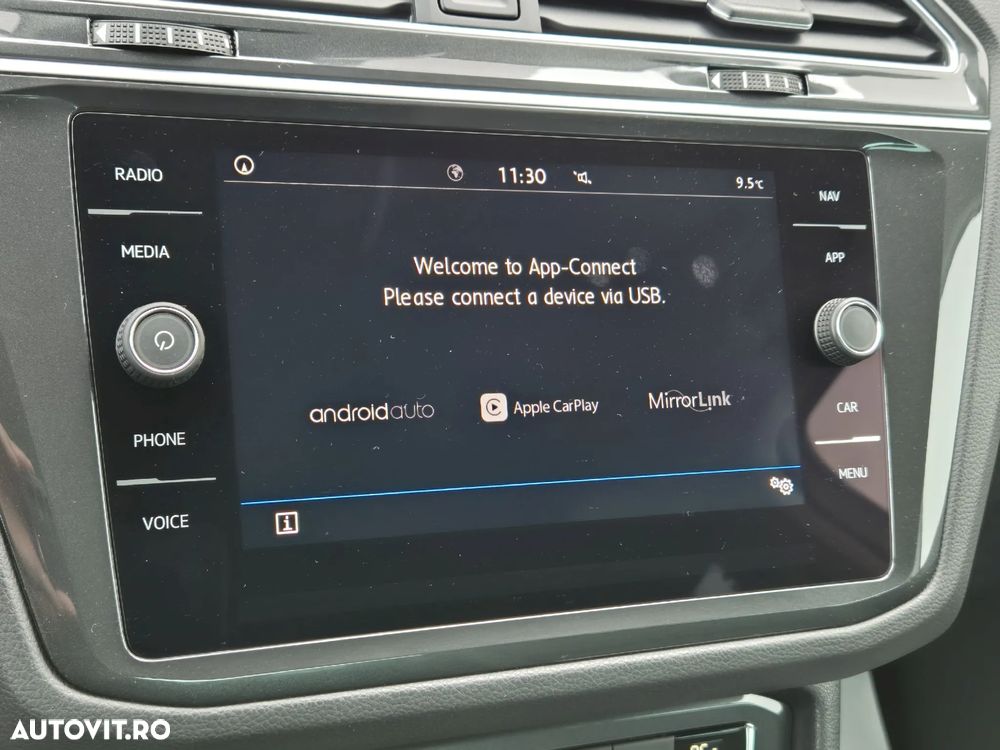 RADIO
MEDIA
PHONE
VOICE
11:30
9.5°C
Welcome to App-Connect
Please connect a device via USB.
androidauto
Apple CarPlay
MirrorLink
i
NAV
APP
CAR
MENU
AUTOVIT.RO